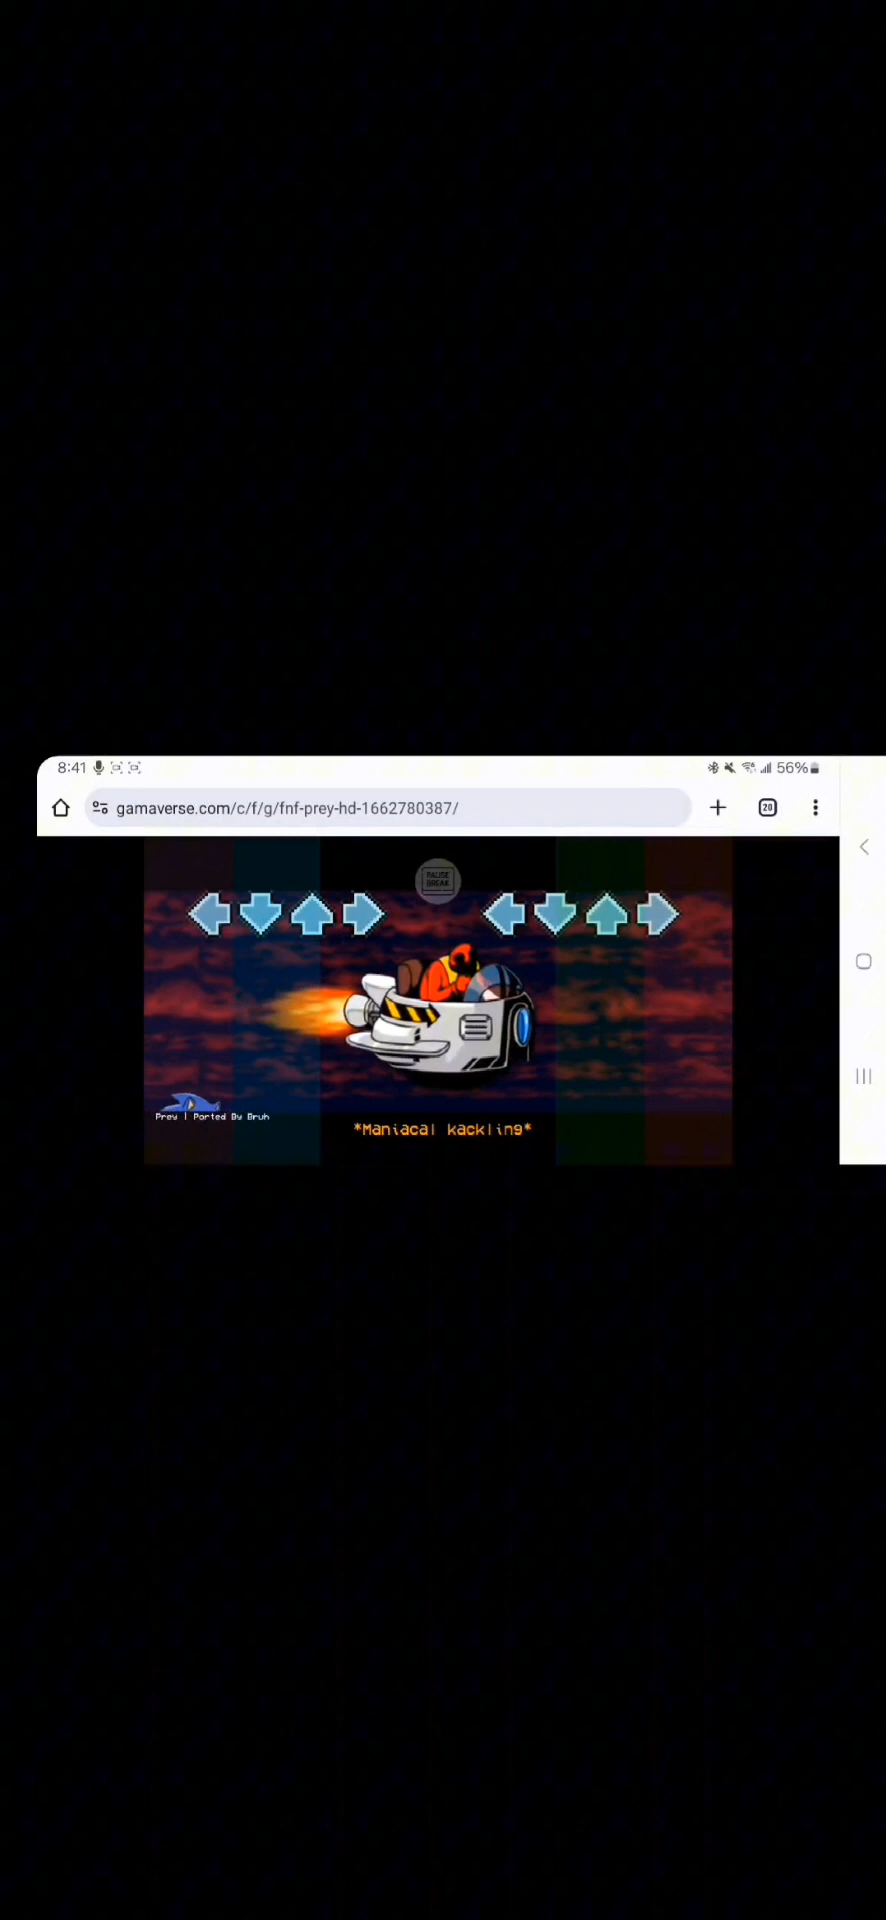 8:41
56%
gamaverse.com/c/f/g/fnf-prey-hd-1662780387/
20
PAUSE
BREAK
Prey | Ported By Bruh
*Maniacal kackling*